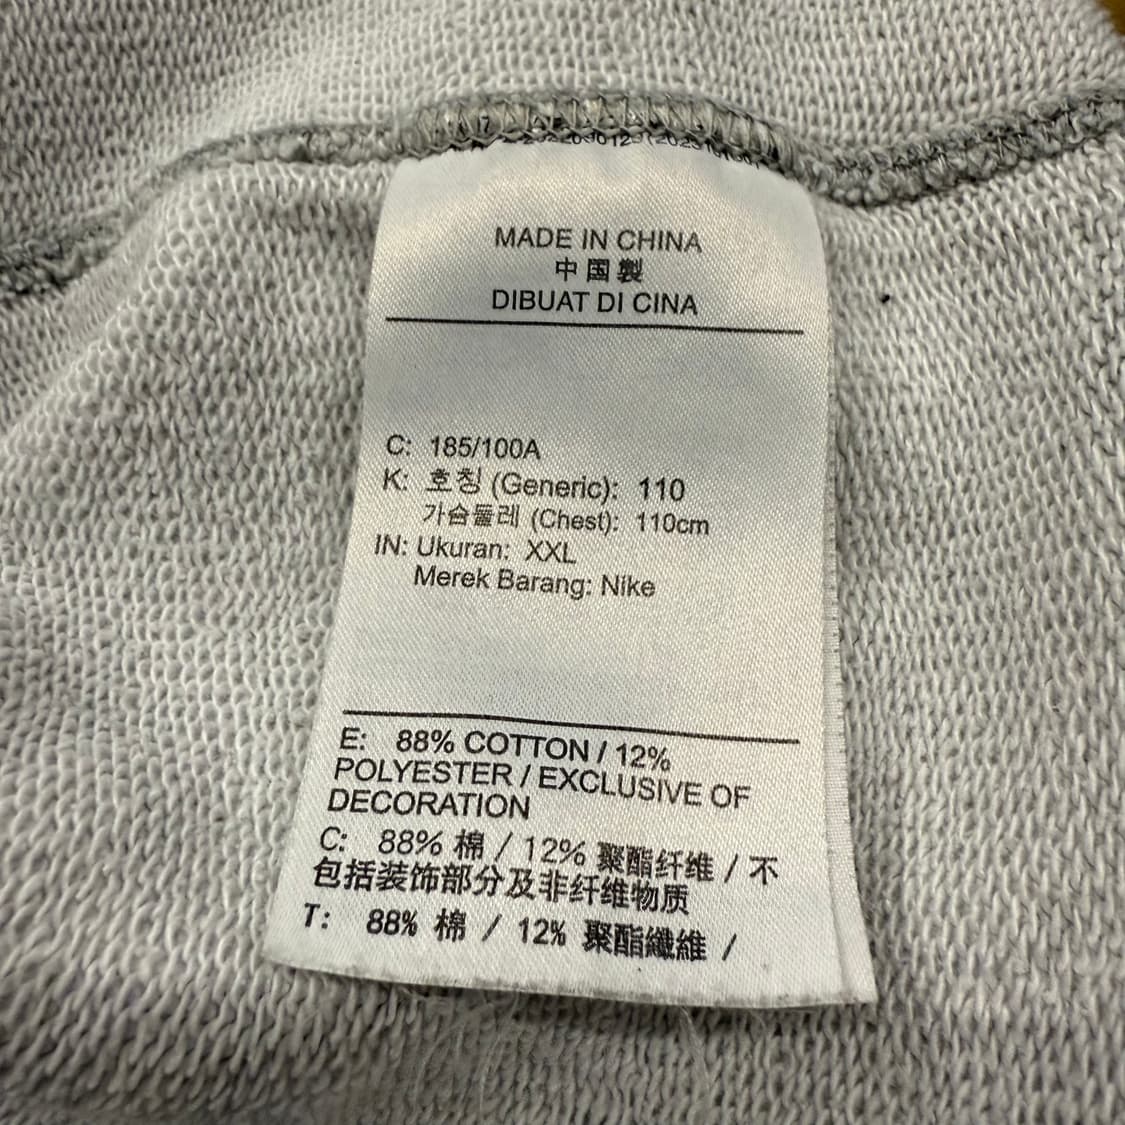 MADE IN CHINA
中国製
DIBUAT DI CINA
C: 185/100A
K: 호칭 (Generic): 110
가슴둘레 (Chest): 110cm
IN: Ukuran: XXL
Merek Barang: Nike
E: 88% COTTON / 12%
POLYESTER / EXCLUSIVE OF
DECORATION
C: 88% 棉 / 12% 聚酯纤维 / 不
包括装饰部分及非纤维物质
T: 88% 棉 / 12% 聚酯纖維 /